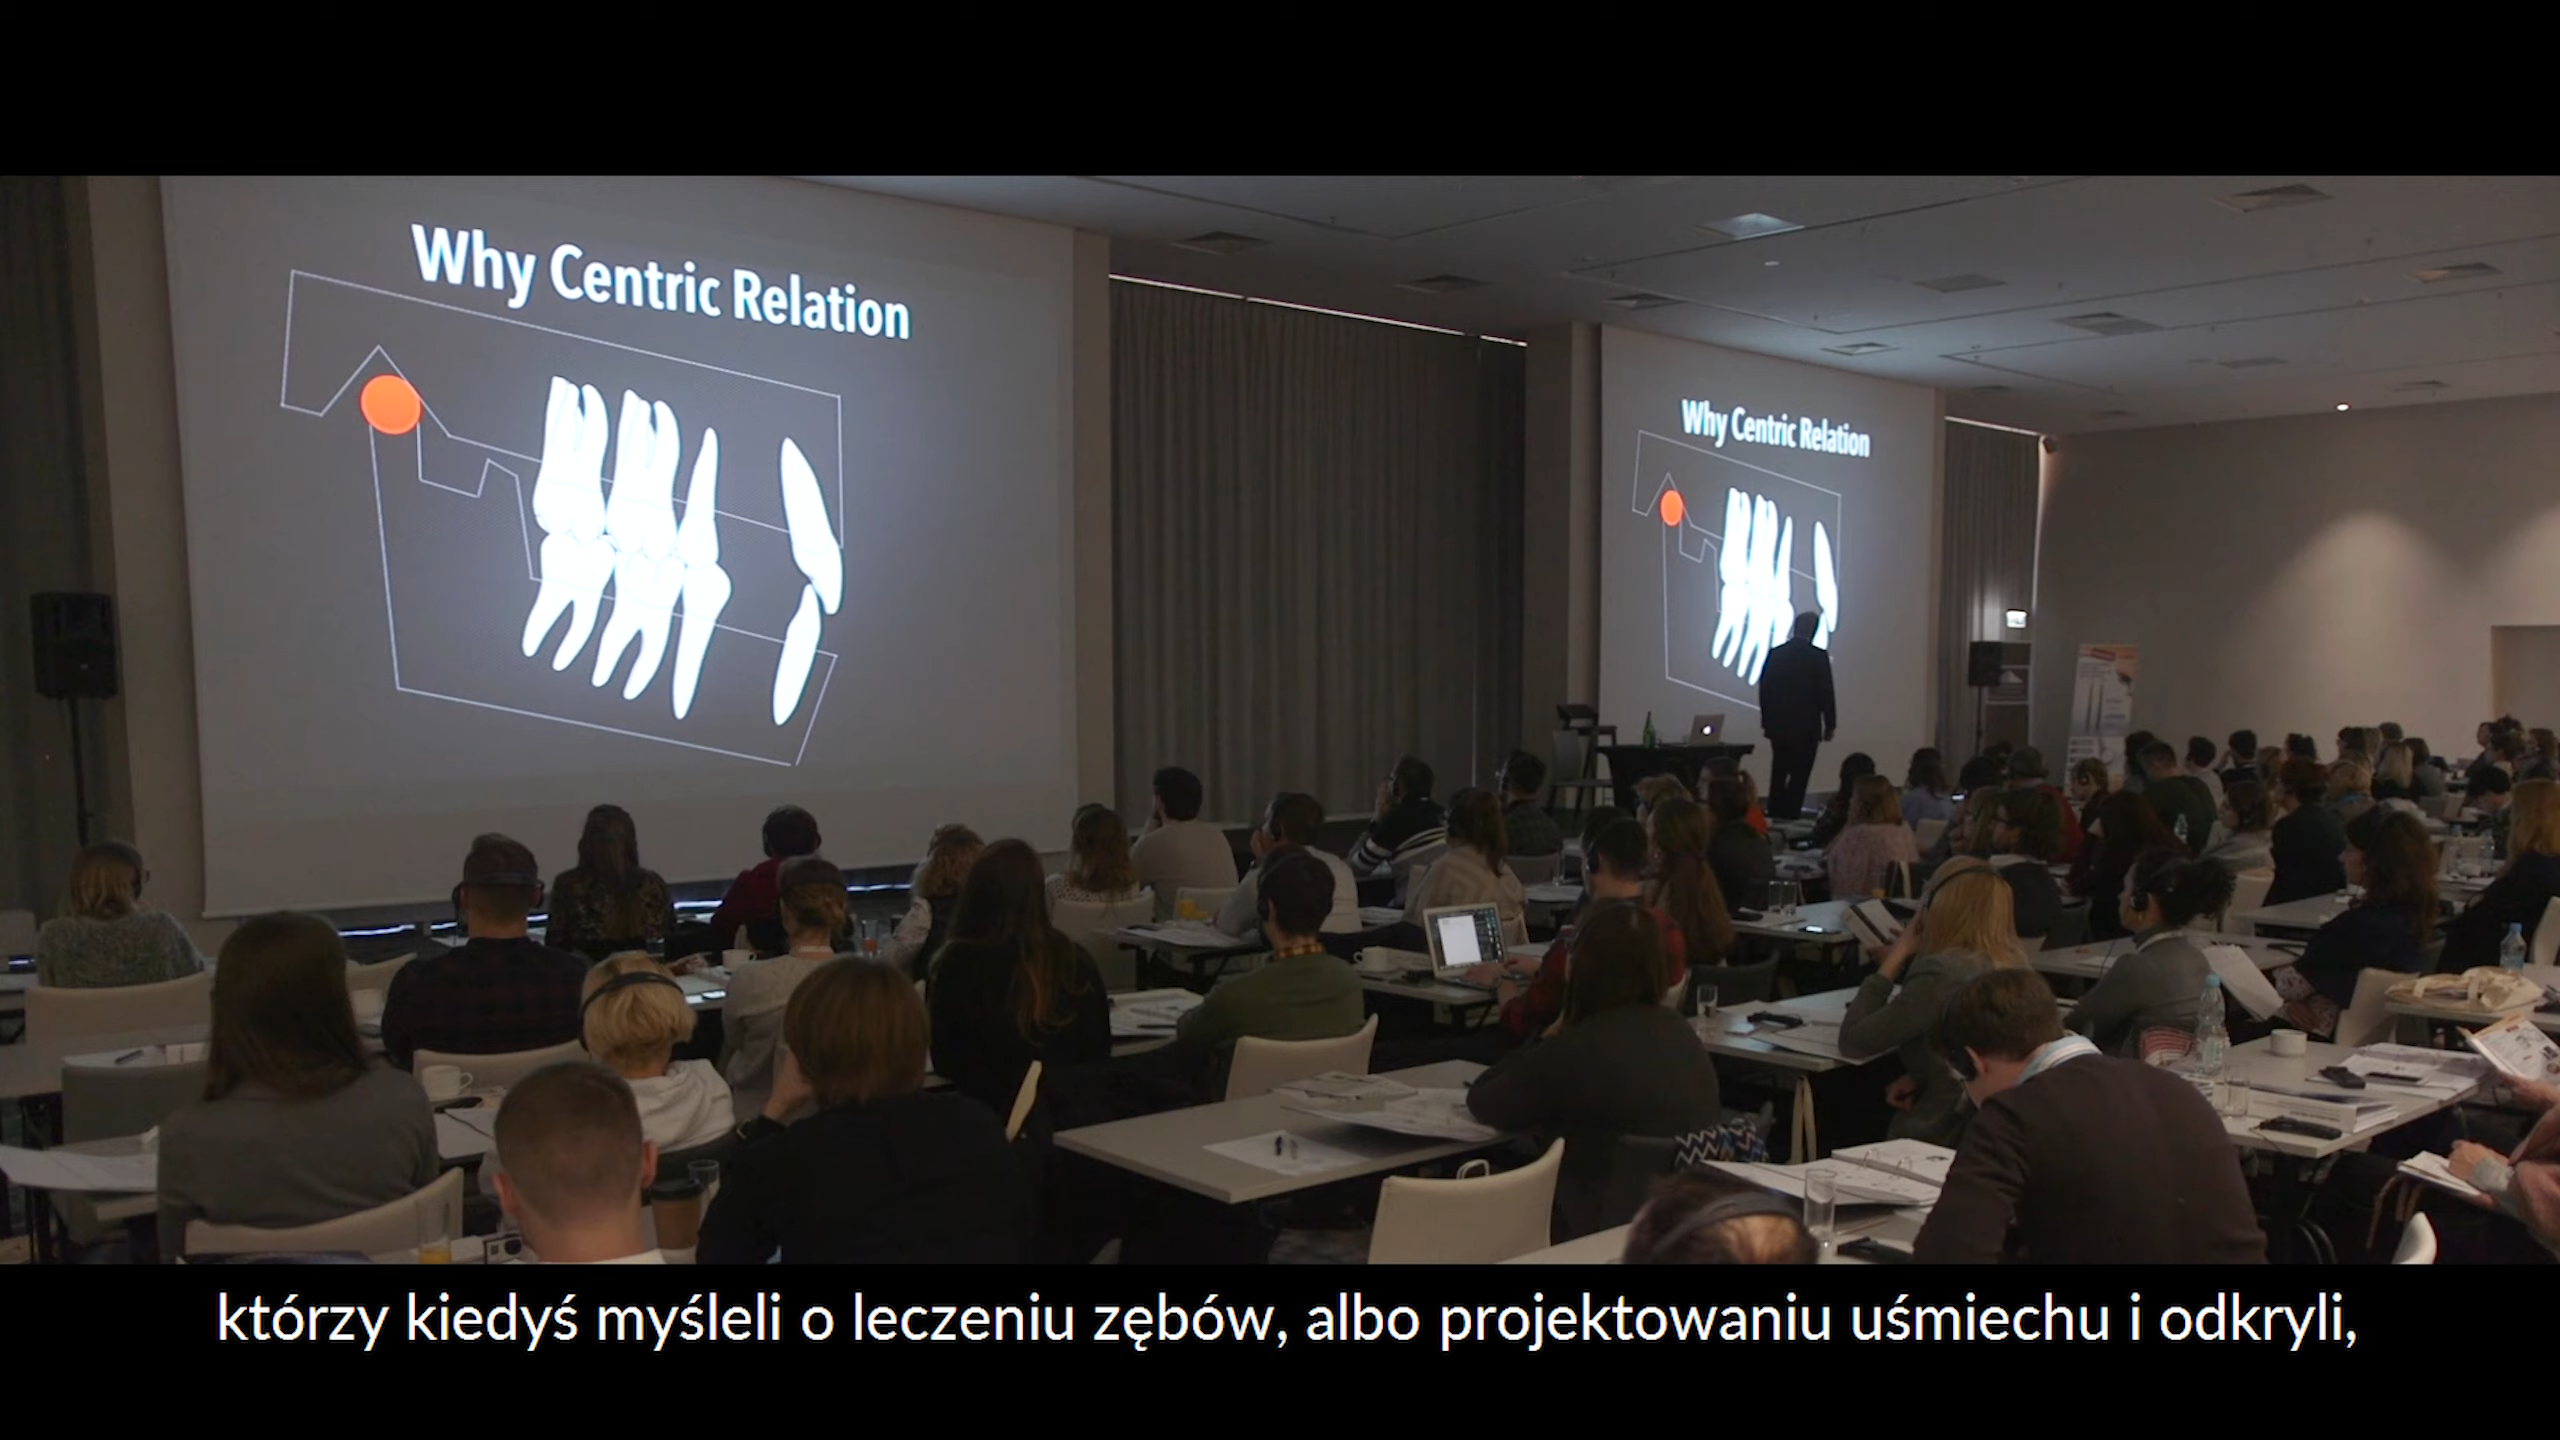 Why Centric Relation
Why Centric Relation
którzy kiedyś myśleli o leczeniu zębów, albo projektowaniu uśmiechu i odkryli,